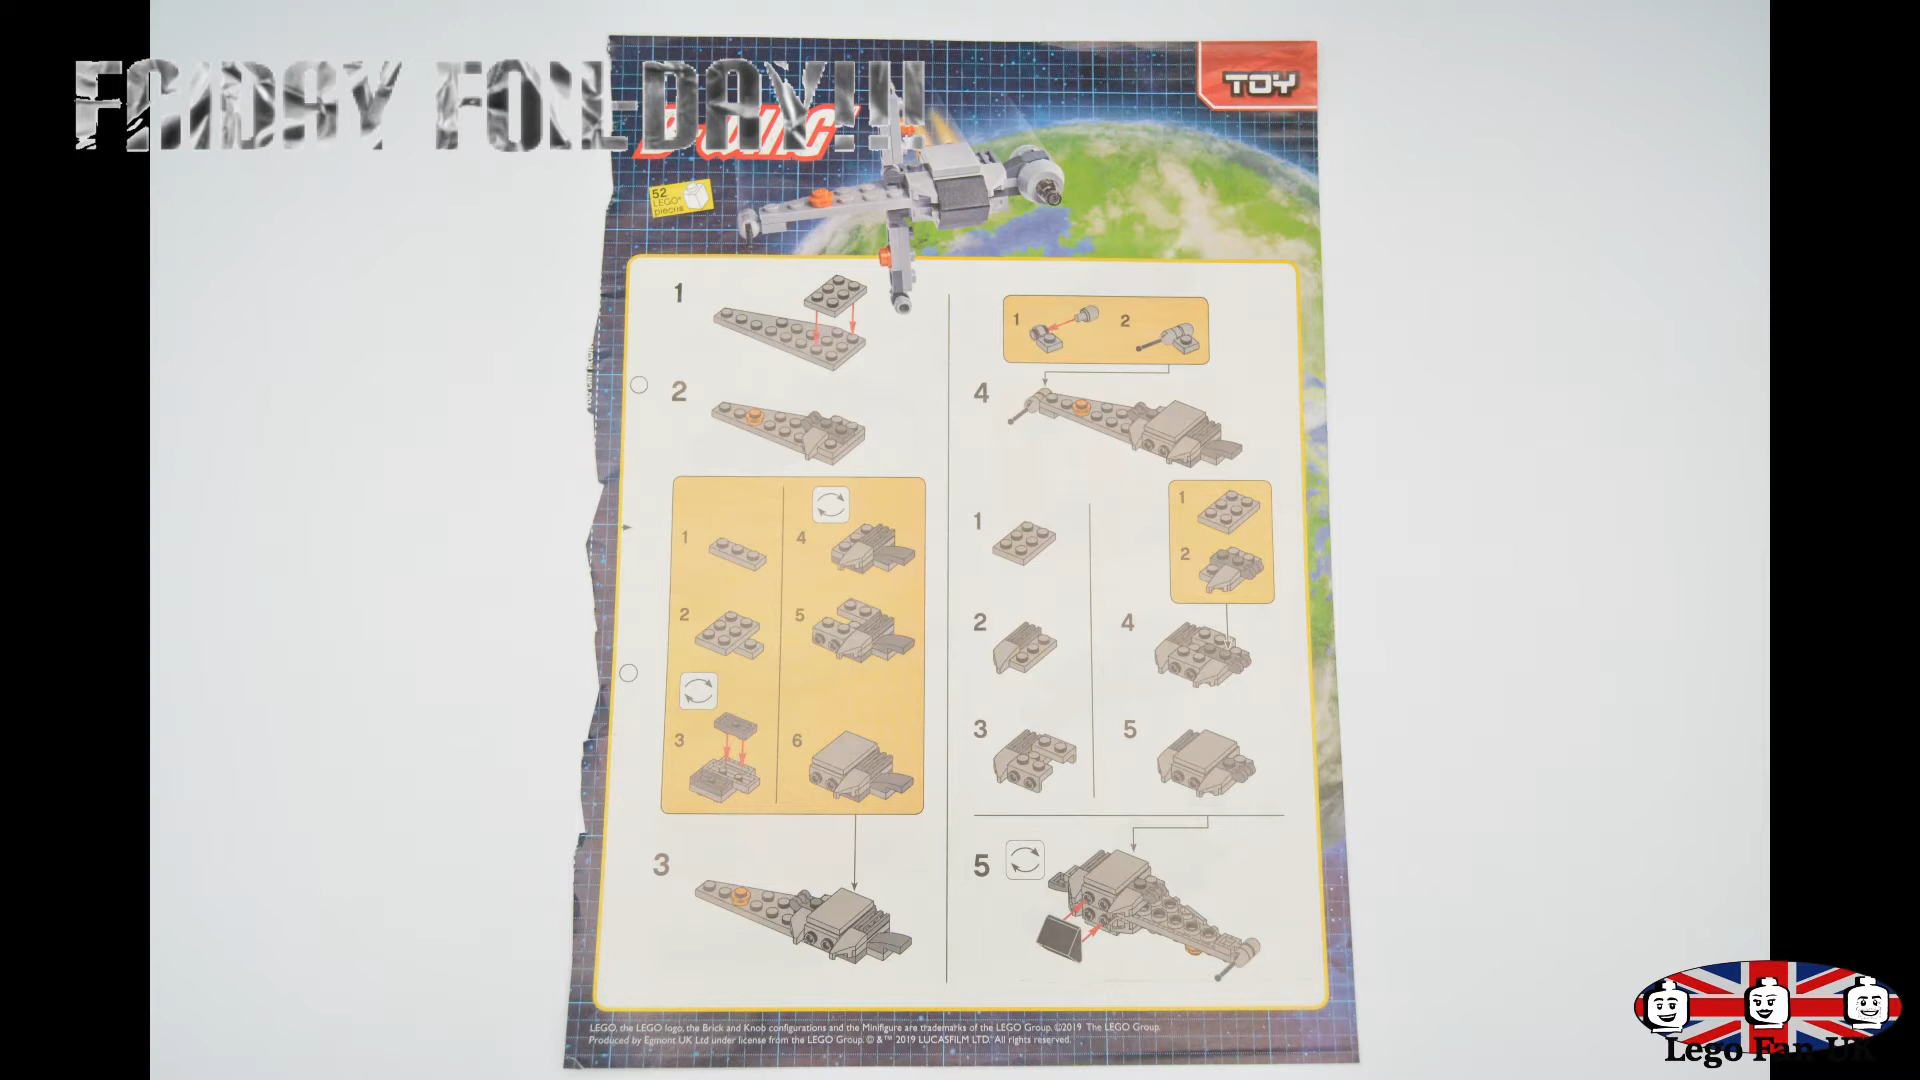 FRIDAY FOIL-DAY!!!
TOY
B-WING
52
LEGO®
pieces
1
1
2
2
4
1
1
4
1
2
2
5
2
4
3
3
5
6
3
5
LEGO, the LEGO logo, the Brick and Knob configurations and the Minifigure are trademarks of the LEGO Group. ©2019 The LEGO Group.
Produced by Egmont UK Ltd under license from the LEGO Group. © & ™ 2019 LUCASFILM LTD. All rights reserved.
Lego Fan UK